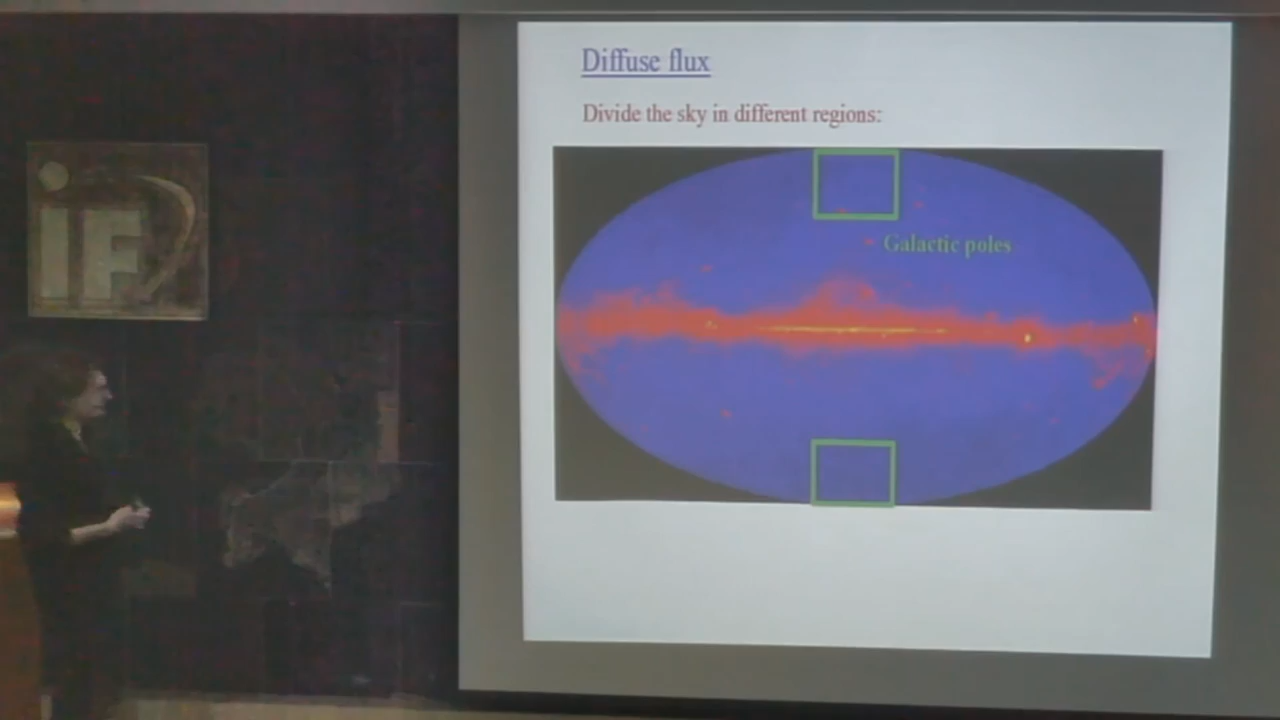 iF
Diffuse flux
Divide the sky in different regions:
Galactic poles